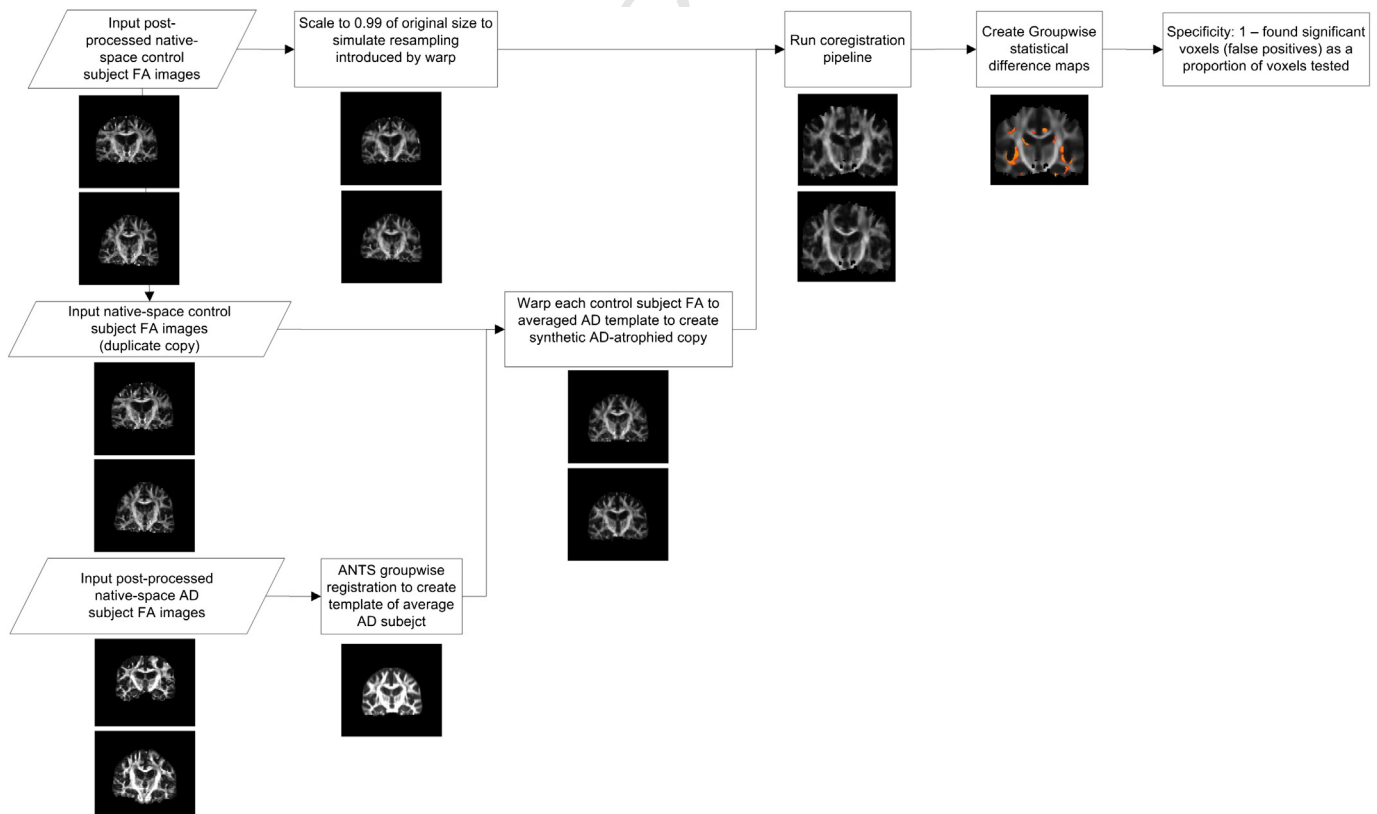 Input post-
processed native-
space control
subject FA images
Scale to 0.99 of original size to
simulate resampling
introduced by warp
Run coregistration
pipeline
Create Groupwise
statistical
difference maps
Specificity: 1 – found significant
voxels (false positives) as a
proportion of voxels tested
Input native-space control
subject FA images
(duplicate copy)
Warp each control subject FA to
averaged AD template to create
synthetic AD-atrophied copy
Input post-processed
native-space AD
subject FA images
ANTS groupwise
registration to create
template of average
AD subejct